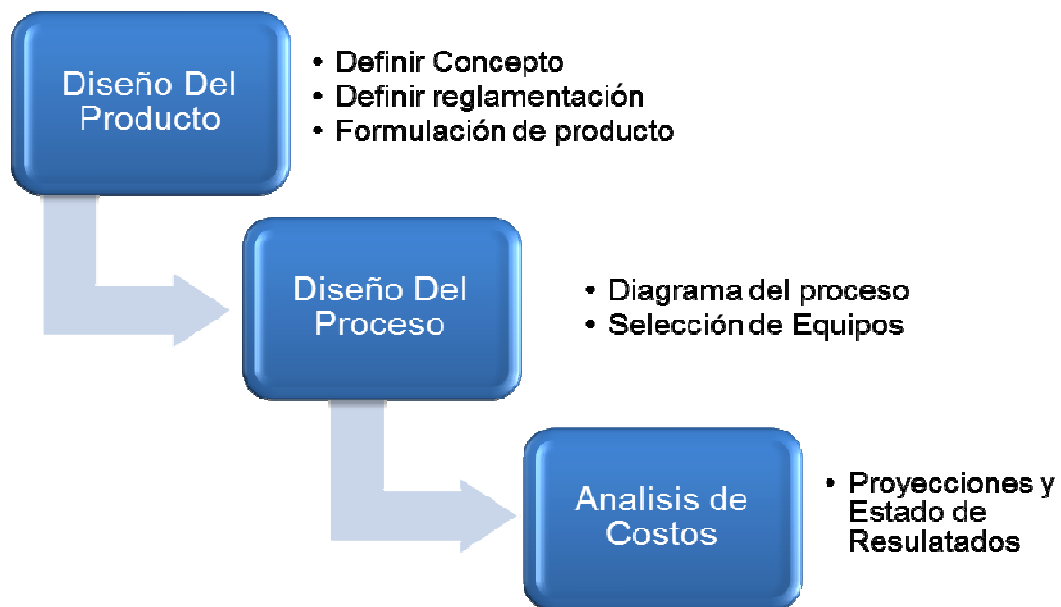 Diseño Del
Producto
• Definir Concepto
• Definir reglamentación
• Formulación de producto
Diseño Del
Proceso
• Diagrama del proceso
• Selección de Equipos
Analisis de
Costos
• Proyecciones y
Estado de
Resulatados